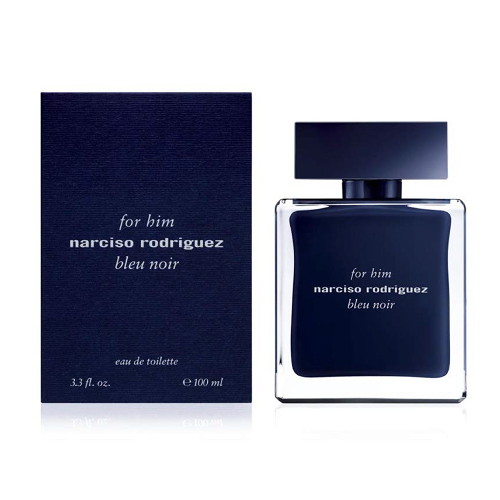 for him
narciso rodriguez
bleu noir
eau de toilette
3.3 fl. oz. ℮ 100 ml
for him
narciso rodriguez
bleu noir